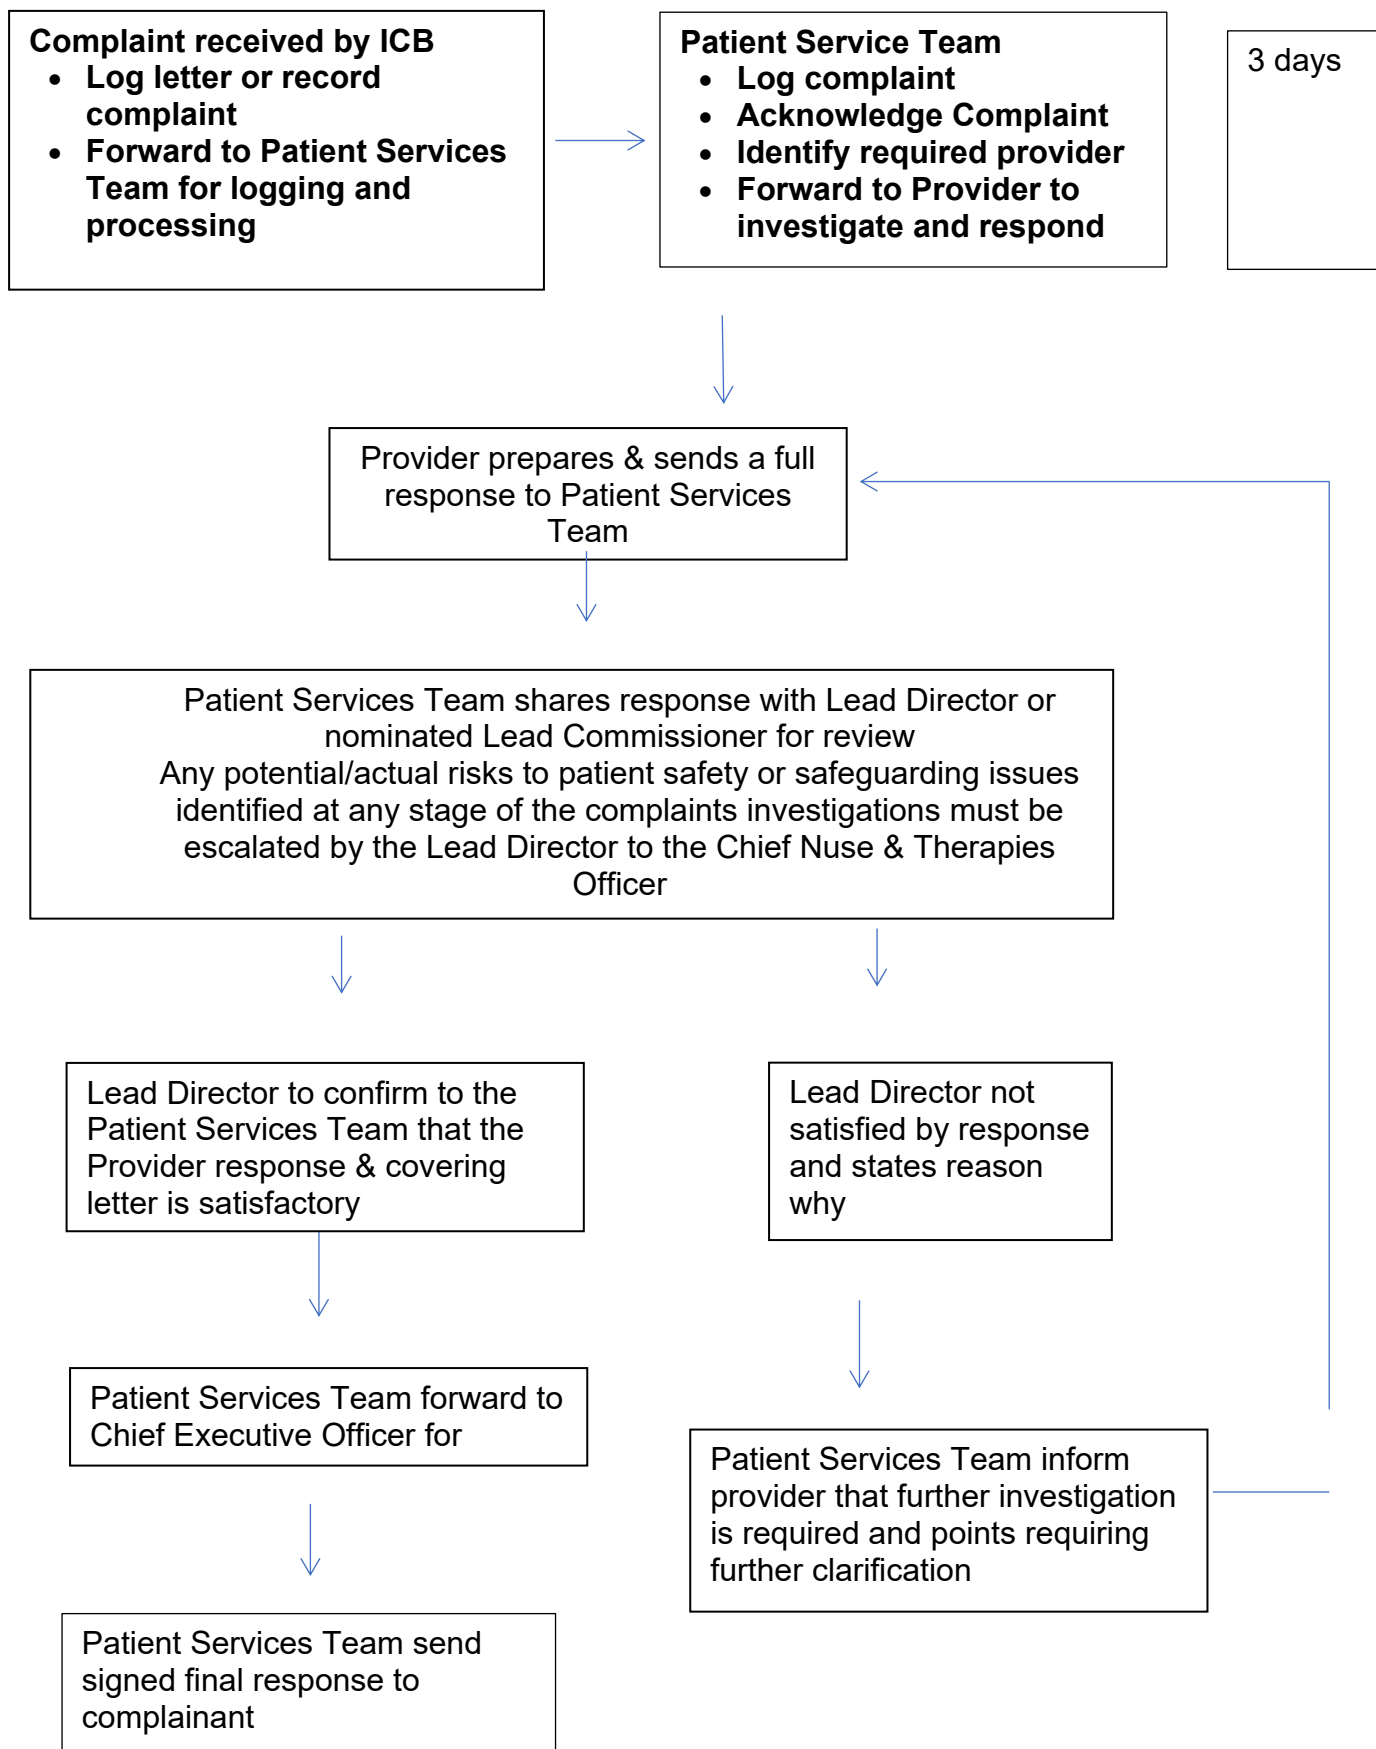 Complaint received by ICB
• Log letter or record
complaint
• Forward to Patient Services
Team for logging and
processing
Patient Service Team
• Log complaint
• Acknowledge Complaint
• Identify required provider
• Forward to Provider to
investigate and respond
3 days
Provider prepares & sends a full
response to Patient Services
Team
Patient Services Team shares response with Lead Director or
nominated Lead Commissioner for review
Any potential/actual risks to patient safety or safeguarding issues
identified at any stage of the complaints investigations must be
escalated by the Lead Director to the Chief Nuse & Therapies
Officer
Lead Director to confirm to the
Patient Services Team that the
Provider response & covering
letter is satisfactory
Lead Director not
satisfied by response
and states reason
why
Patient Services Team forward to
Chief Executive Officer for
Patient Services Team inform
provider that further investigation
is required and points requiring
further clarification
Patient Services Team send
signed final response to
complainant